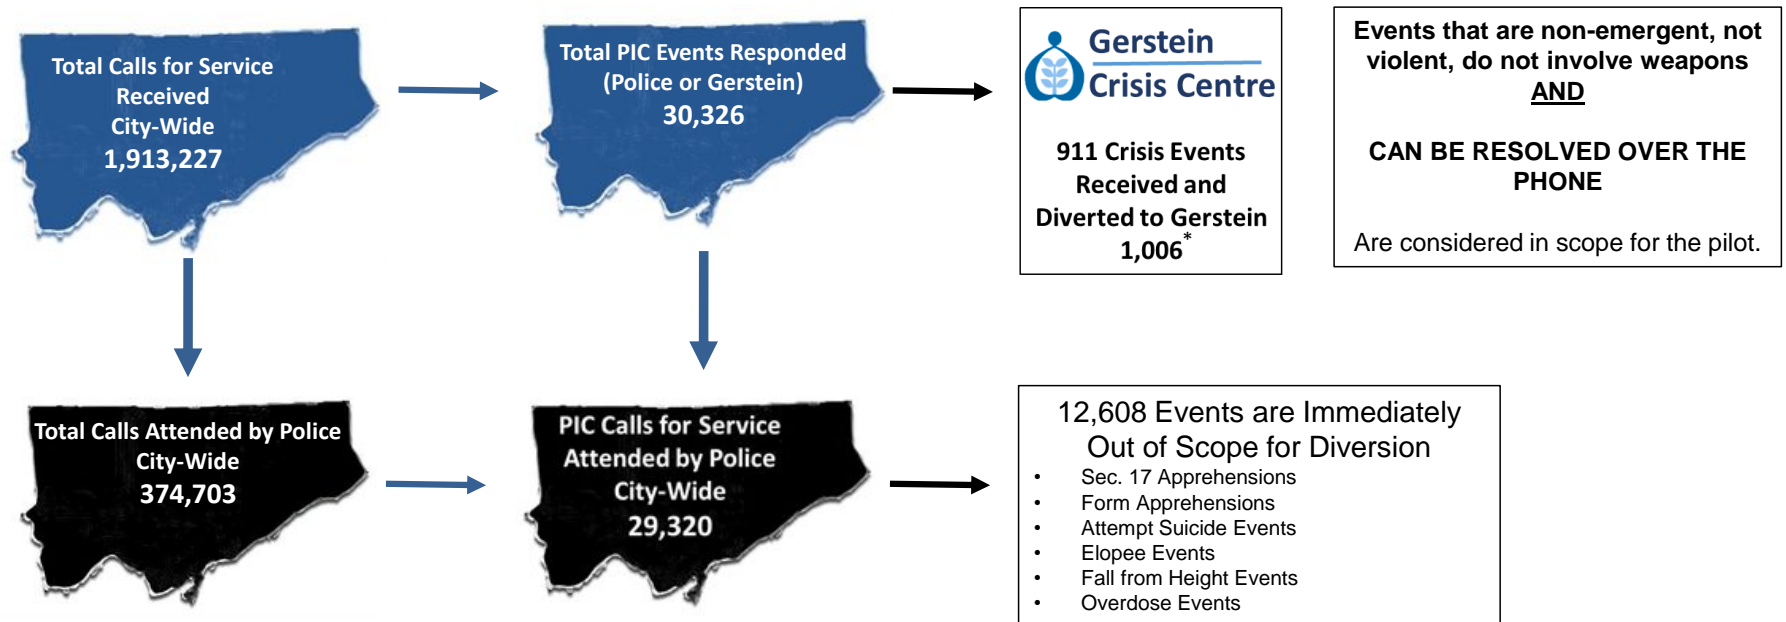 Total Calls for Service
Received
City-Wide
1,913,227
Total PIC Events Responded
(Police or Gerstein)
30,326
Gerstein
Crisis Centre
911 Crisis Events
Received and
Diverted to Gerstein
1,006*
Events that are non-emergent, not
violent, do not involve weapons
AND
CAN BE RESOLVED OVER THE
PHONE
Are considered in scope for the pilot.
Total Calls Attended by Police
City-Wide
374,703
PIC Calls for Service
Attended by Police
City-Wide
29,320
12,608 Events are Immediately
Out of Scope for Diversion
• Sec. 17 Apprehensions
• Form Apprehensions
• Attempt Suicide Events
• Elopee Events
• Fall from Height Events
• Overdose Events